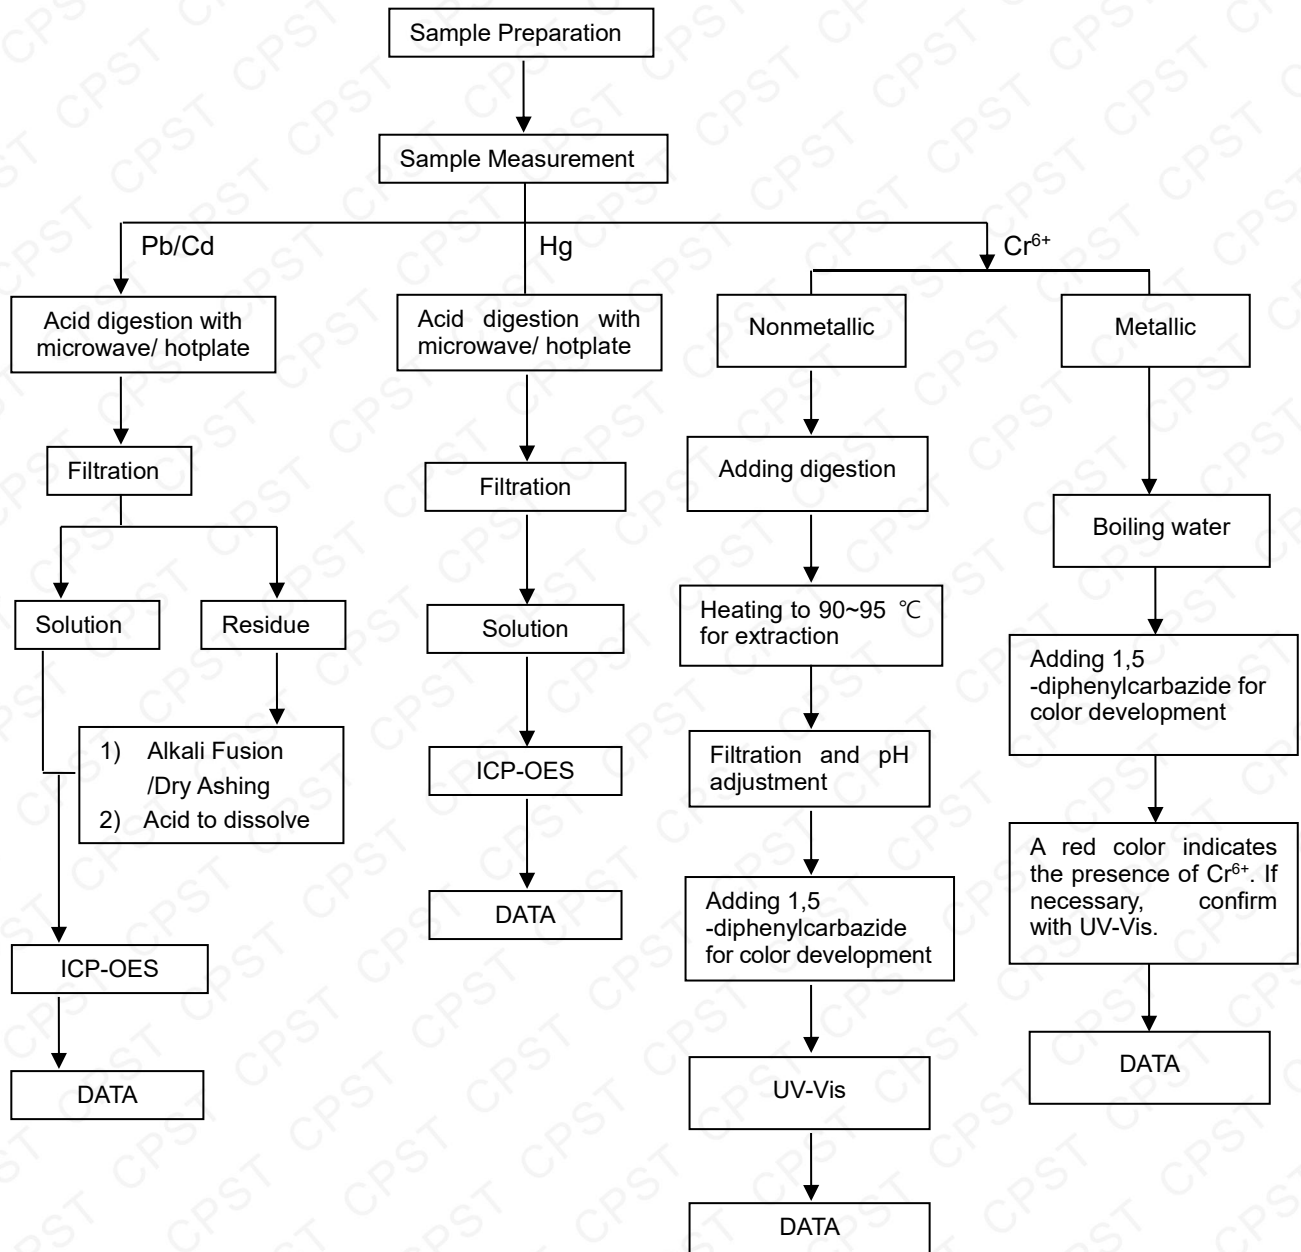 Sample Preparation
Sample Measurement
Pb/Cd
Hg
Cr⁶⁺
Acid digestion with
microwave/ hotplate
Filtration
Solution
Residue
1) Alkali Fusion
/Dry Ashing
2) Acid to dissolve
ICP-OES
DATA
Acid digestion with
microwave/ hotplate
Filtration
Solution
ICP-OES
DATA
Nonmetallic
Adding digestion
Heating to 90~95 ℃
for extraction
Filtration and pH
adjustment
Adding 1,5
-diphenylcarbazide
for color development
UV-Vis
DATA
Metallic
Boiling water
Adding 1,5
-diphenylcarbazide for
color development
A red color indicates
the presence of Cr⁶⁺. If
necessary, confirm
with UV-Vis.
DATA
CPST